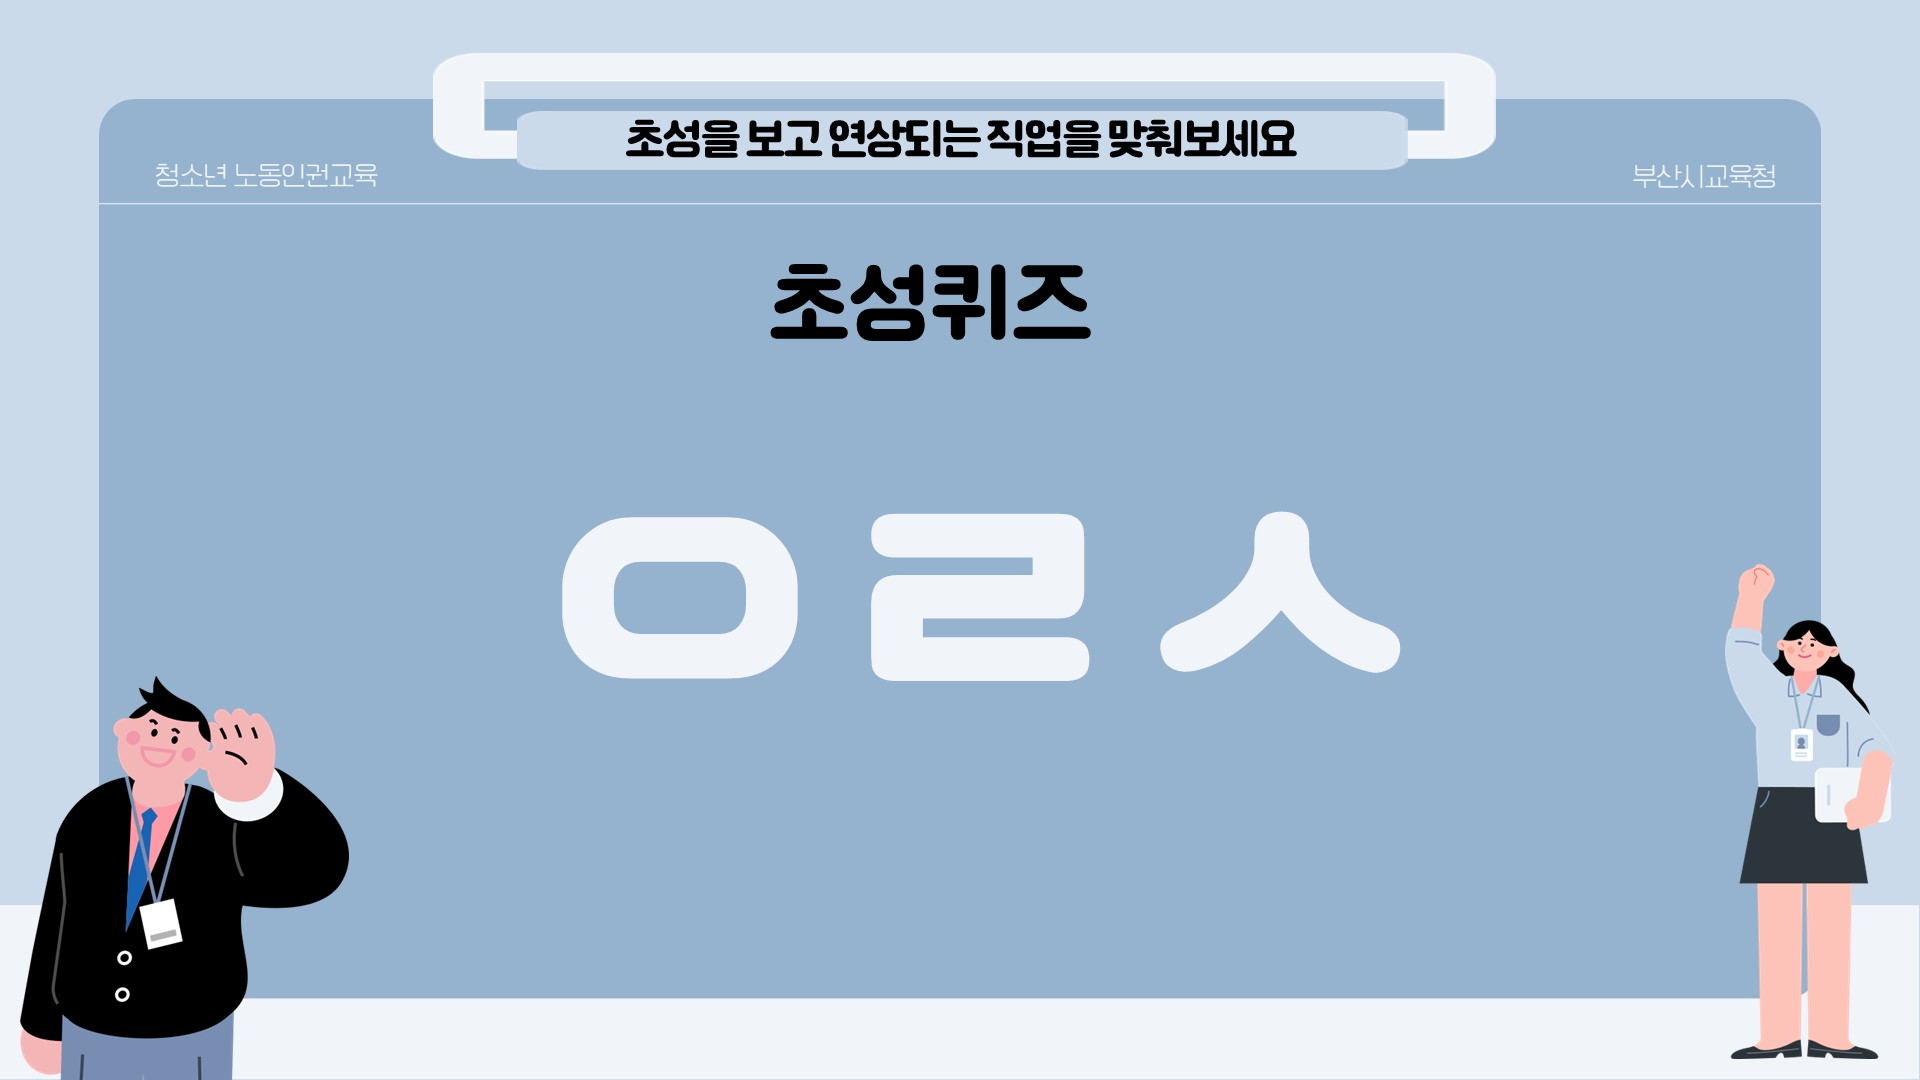 초성을 보고 연상되는 직업을 맞춰보세요
청소년 노동인권교육
부산시교육청
초성퀴즈
ㅇㄹㅅ